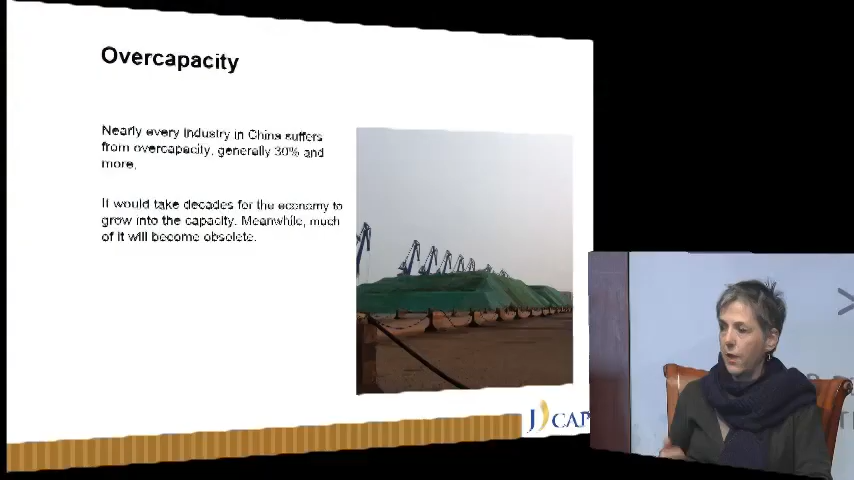 Overcapacity
Nearly every industry in China suffers
from overcapacity, generally 30% and
more.
It would take decades for the economy to
grow into the capacity. Meanwhile, much
of it will become obsolete.
J CAP